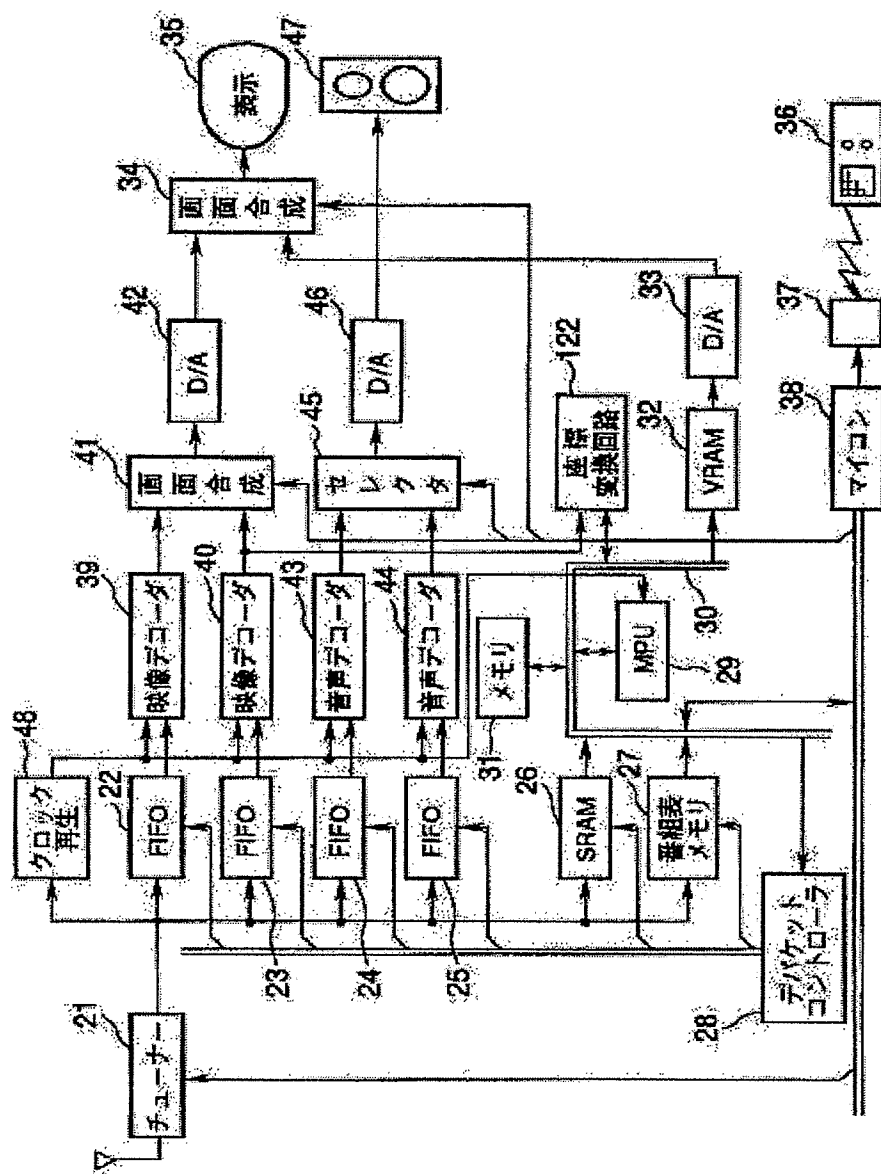 21
チューナー
48
クロック
再生
22
FIFO
23
FIFO
24
FIFO
25
FIFO
26
SRAM
27
番組表
メモリ
28
デパケット
コントローラ
39
映像デコーダ
40
映像デコーダ
43
音声デコーダ
44
音声デコーダ
31
メモリ
MPU
29
30
41
画面合成
45
セレクタ
42
D/A
46
D/A
122
座標
変換回路
32
VRAM
33
D/A
34
画面合成
35
表示
47
38
マイコン
37
36